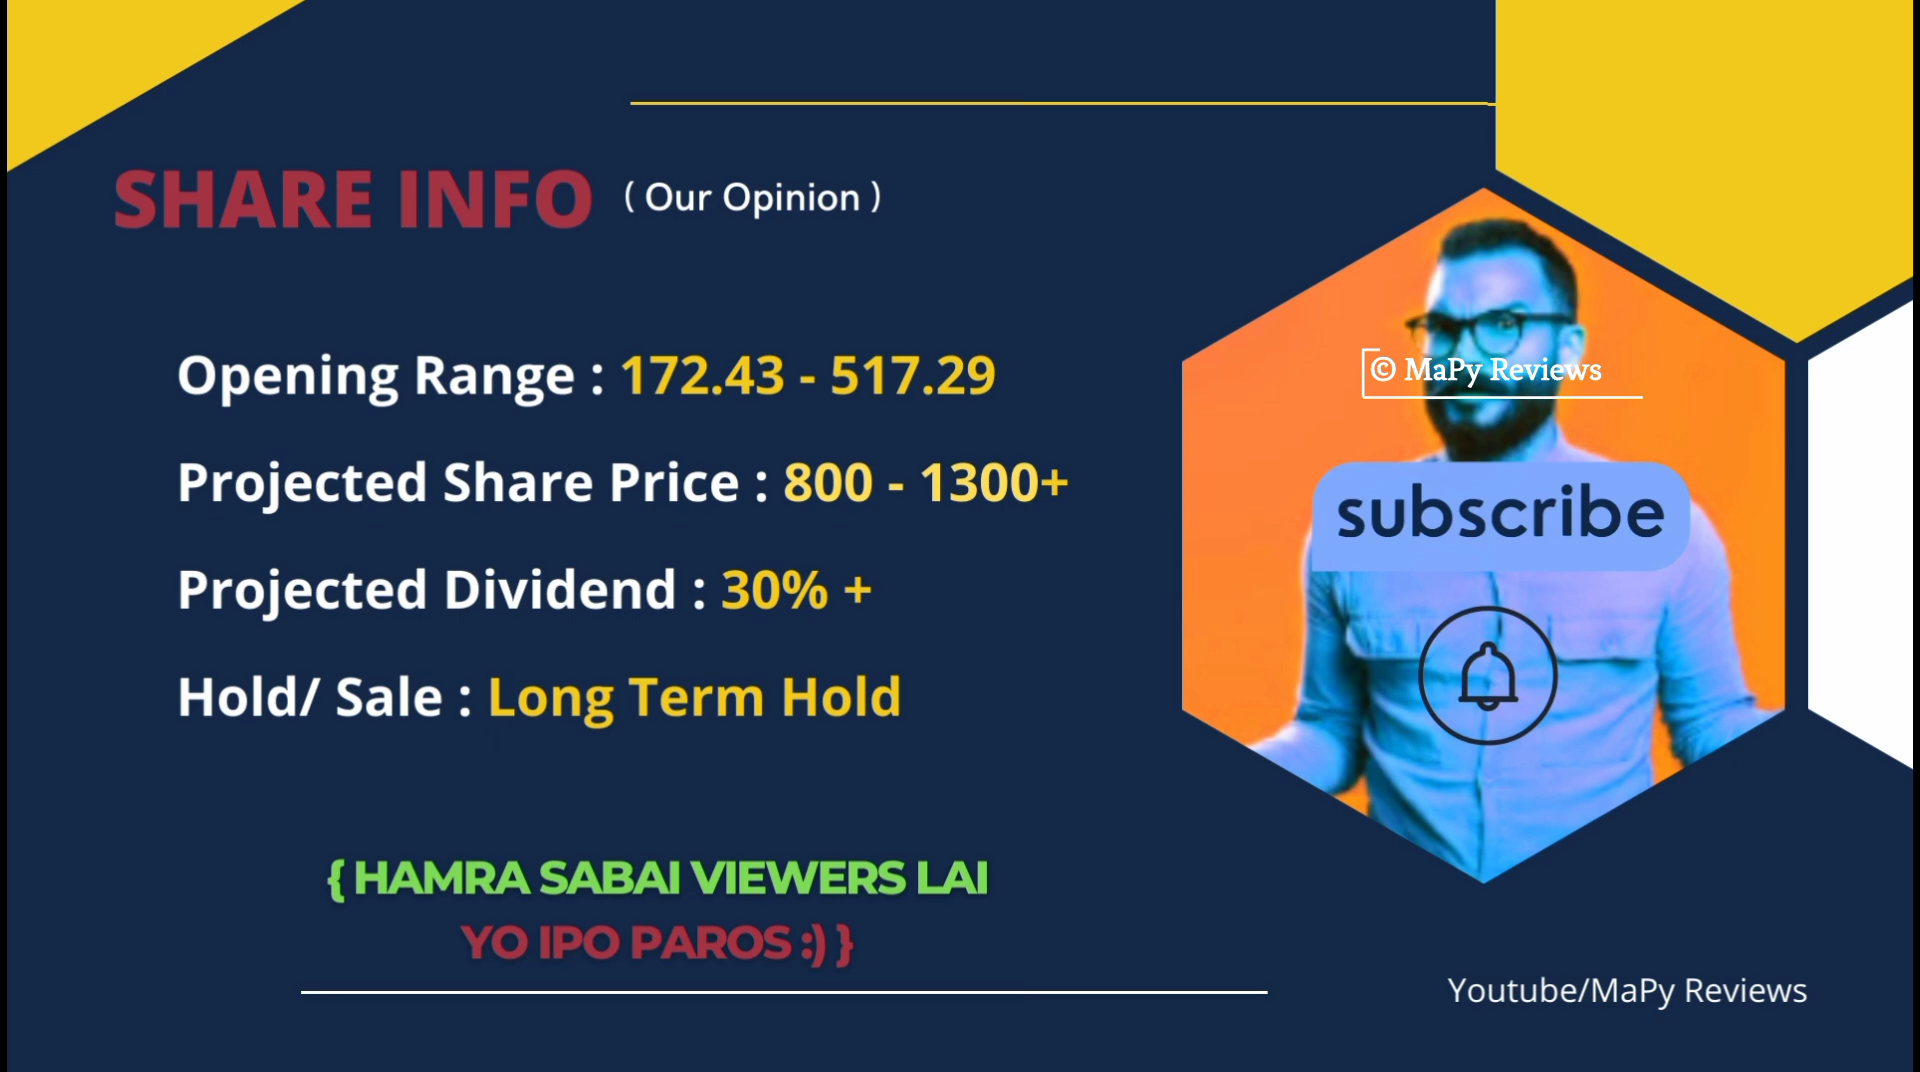 SHARE INFO ( Our Opinion )
Opening Range : 172.43 - 517.29
Projected Share Price : 800 - 1300+
Projected Dividend : 30% +
Hold/ Sale : Long Term Hold
{ HAMRA SABAI VIEWERS LAI
YO IPO PAROS :) }
© MaPy Reviews
subscribe
Youtube/MaPy Reviews